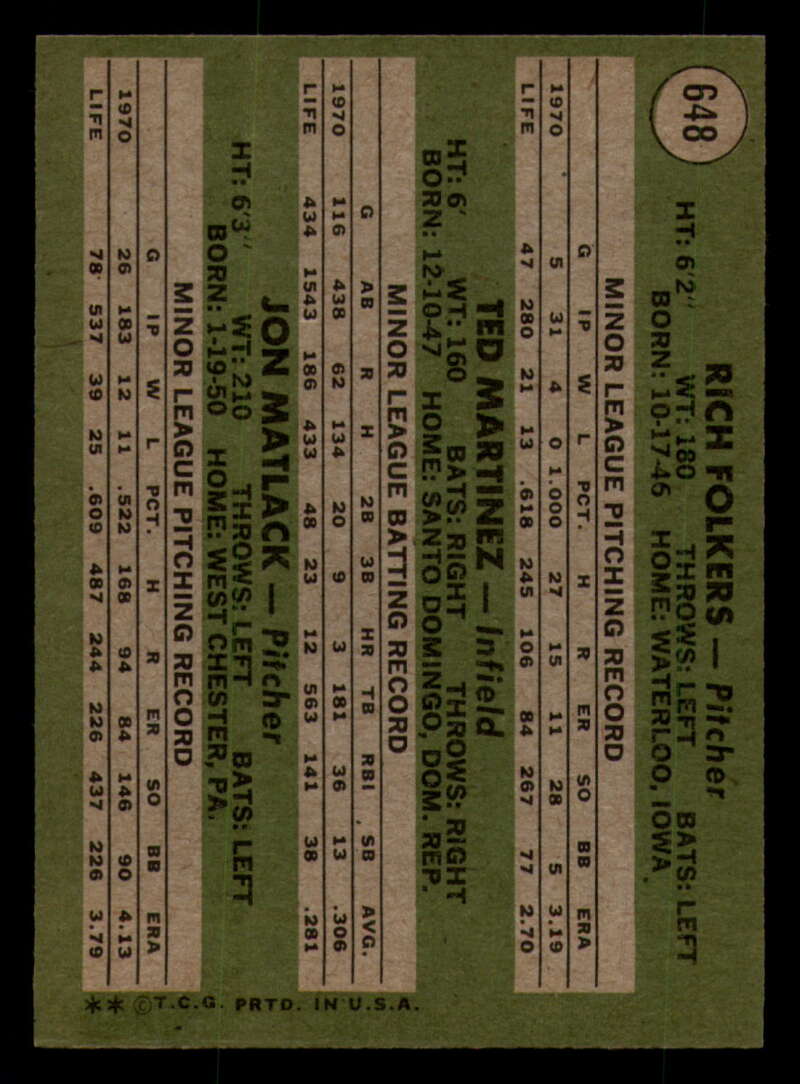 648
RICH FOLKERS — Pitcher
HT: 6'2" WT: 180 THROWS: LEFT BATS: LEFT
BORN: 10-17-46 HOME: WATERLOO, IOWA
MINOR LEAGUE PITCHING RECORD
G IP W L PCT. H R ER SO BB ERA
1970 5 31 4 0 1.000 27 15 11 28 5 3.19
LIFE 47 280 21 13 .618 245 106 84 267 77 2.70
TED MARTINEZ — Infield
HT: 6' WT: 160 BATS: RIGHT THROWS: RIGHT
BORN: 12-10-47 HOME: SANTO DOMINGO, DOM. REP.
MINOR LEAGUE BATTING RECORD
G AB R H 2B 3B HR TB RBI SB AVG.
1970 116 438 62 134 20 9 3 181 36 13 .306
LIFE 434 1543 186 433 48 23 12 563 141 38 .281
JON MATLACK — Pitcher
HT: 6'3" WT: 210 THROWS: LEFT BATS: LEFT
BORN: 1-19-50 HOME: WEST CHESTER, PA.
MINOR LEAGUE PITCHING RECORD
G IP W L PCT. H R ER SO BB ERA
1970 26 183 12 11 .522 168 94 84 146 90 4.13
LIFE 78 537 39 25 .609 487 244 226 437 226 3.79
** ©T.C.G. PRTD. IN U.S.A.